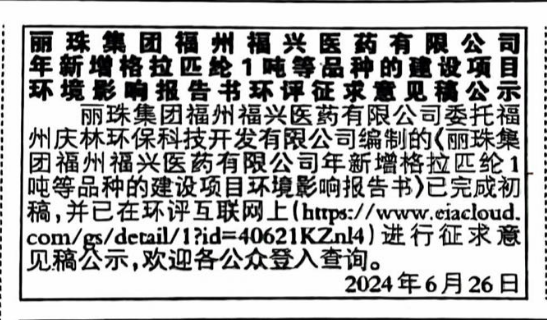 丽珠集团福州福兴医药有限公司
年新增格拉匹纶1吨等品种的建设项目
环境影响报告书环评征求意见稿公示
丽珠集团福州福兴医药有限公司委托福
州庆林环保科技开发有限公司编制的《丽珠集
团福州福兴医药有限公司年新增格拉匹纶1
吨等品种的建设项目环境影响报告书》已完成初
稿,并已在环评互联网上(https://www.eiacloud.
com/gs/detail/1?id=40621KZnl4)进行征求意
见稿公示,欢迎各公众登入查询。
2024年6月26日